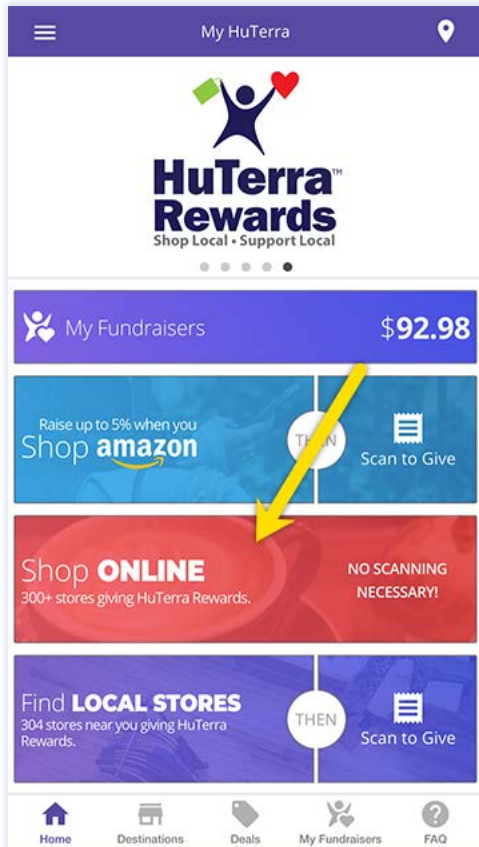 My HuTerra
HuTerra™
Rewards
Shop Local • Support Local
My Fundraisers
$92.98
Raise up to 5% when you
Shop amazon
THEN
Scan to Give
Shop ONLINE
300+ stores giving HuTerra Rewards.
NO SCANNING
NECESSARY!
Find LOCAL STORES
304 stores near you giving HuTerra
Rewards.
THEN
Scan to Give
Home
Destinations
Deals
My Fundraisers
FAQ